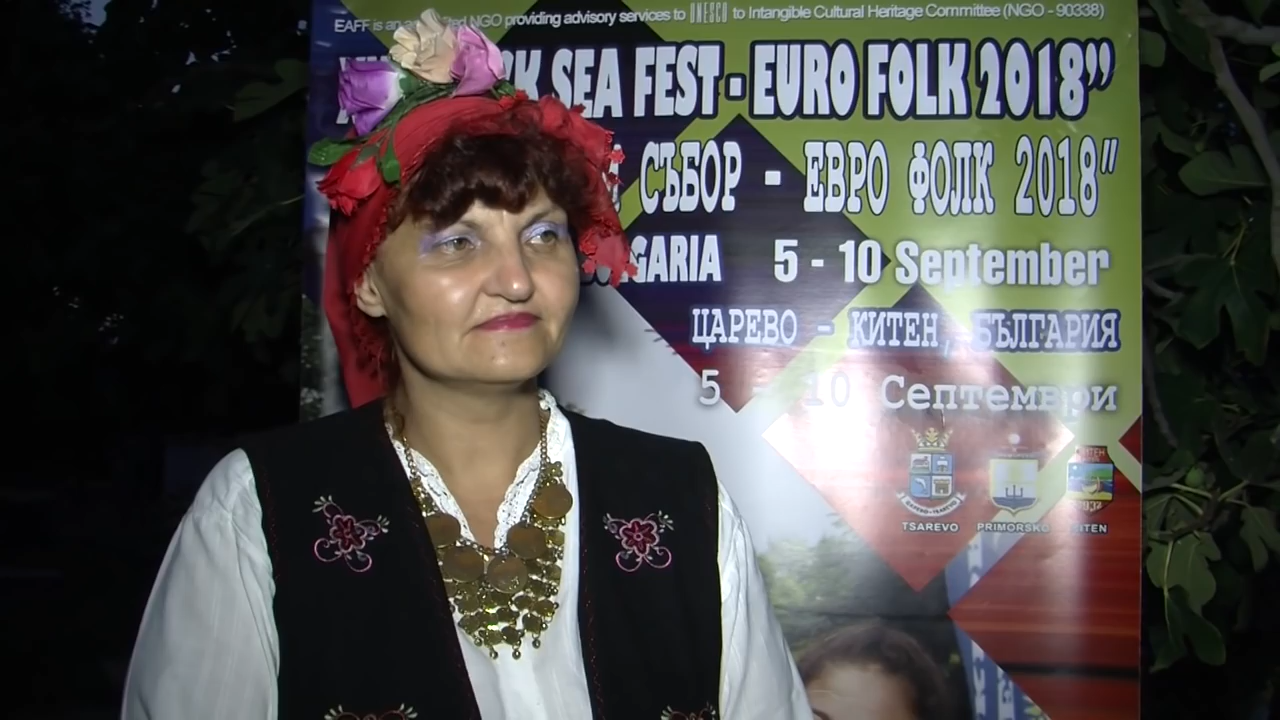 EAFF is an NGO providing advisory services to UNESCO to Intangible Cultural Heritage Committee (NGO - 90338)
SEA FEST - EURO FOLK 2018”
СЪБОР - ЕВРО ФОЛК 2018"
5 - 10 September
ЦАРЕВО - КИТЕН, БЪЛГАРИЯ
5 - 10 Септември
TSAREVO PRIMORSKO KITEN